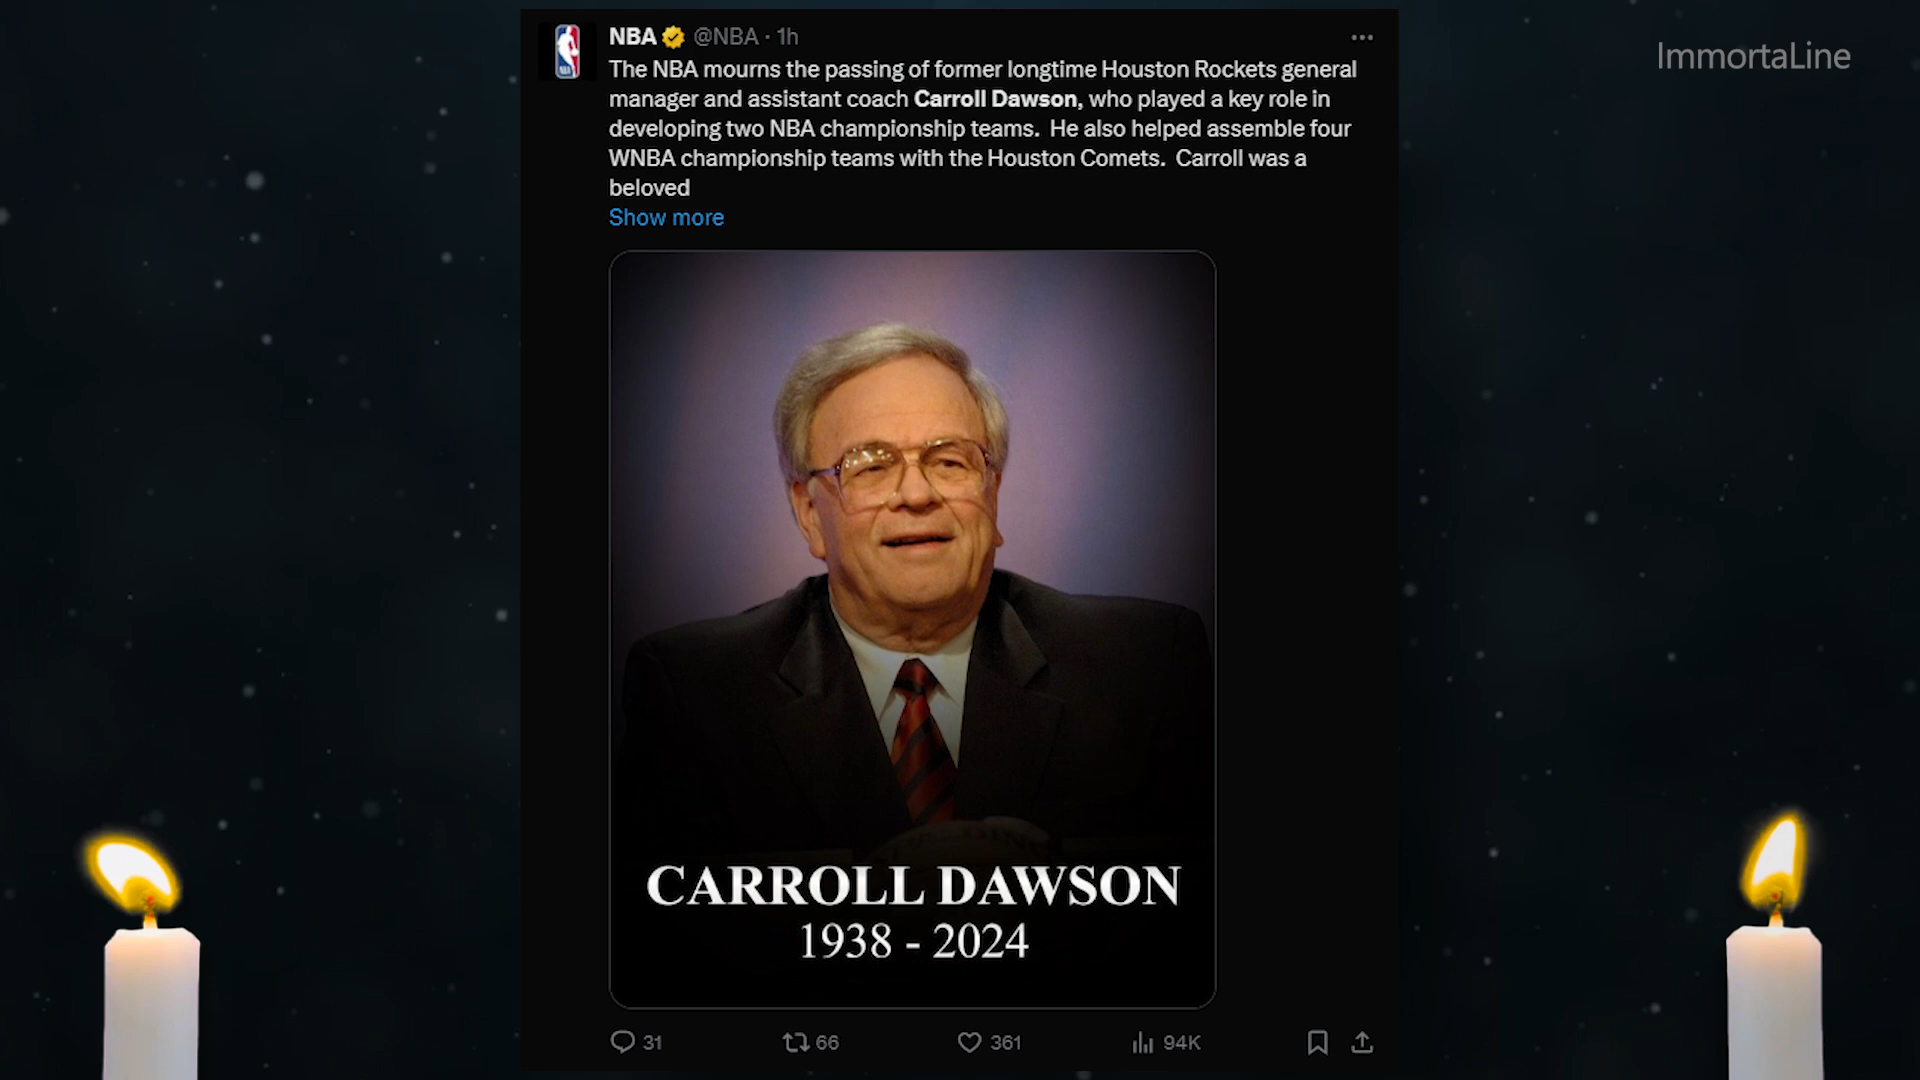 ImmortaLine
NBA @NBA · 1h
The NBA mourns the passing of former longtime Houston Rockets general
manager and assistant coach Carroll Dawson, who played a key role in
developing two NBA championship teams.  He also helped assemble four
WNBA championship teams with the Houston Comets.  Carroll was a
beloved
Show more
CARROLL DAWSON
1938 - 2024
31 66 361 94K